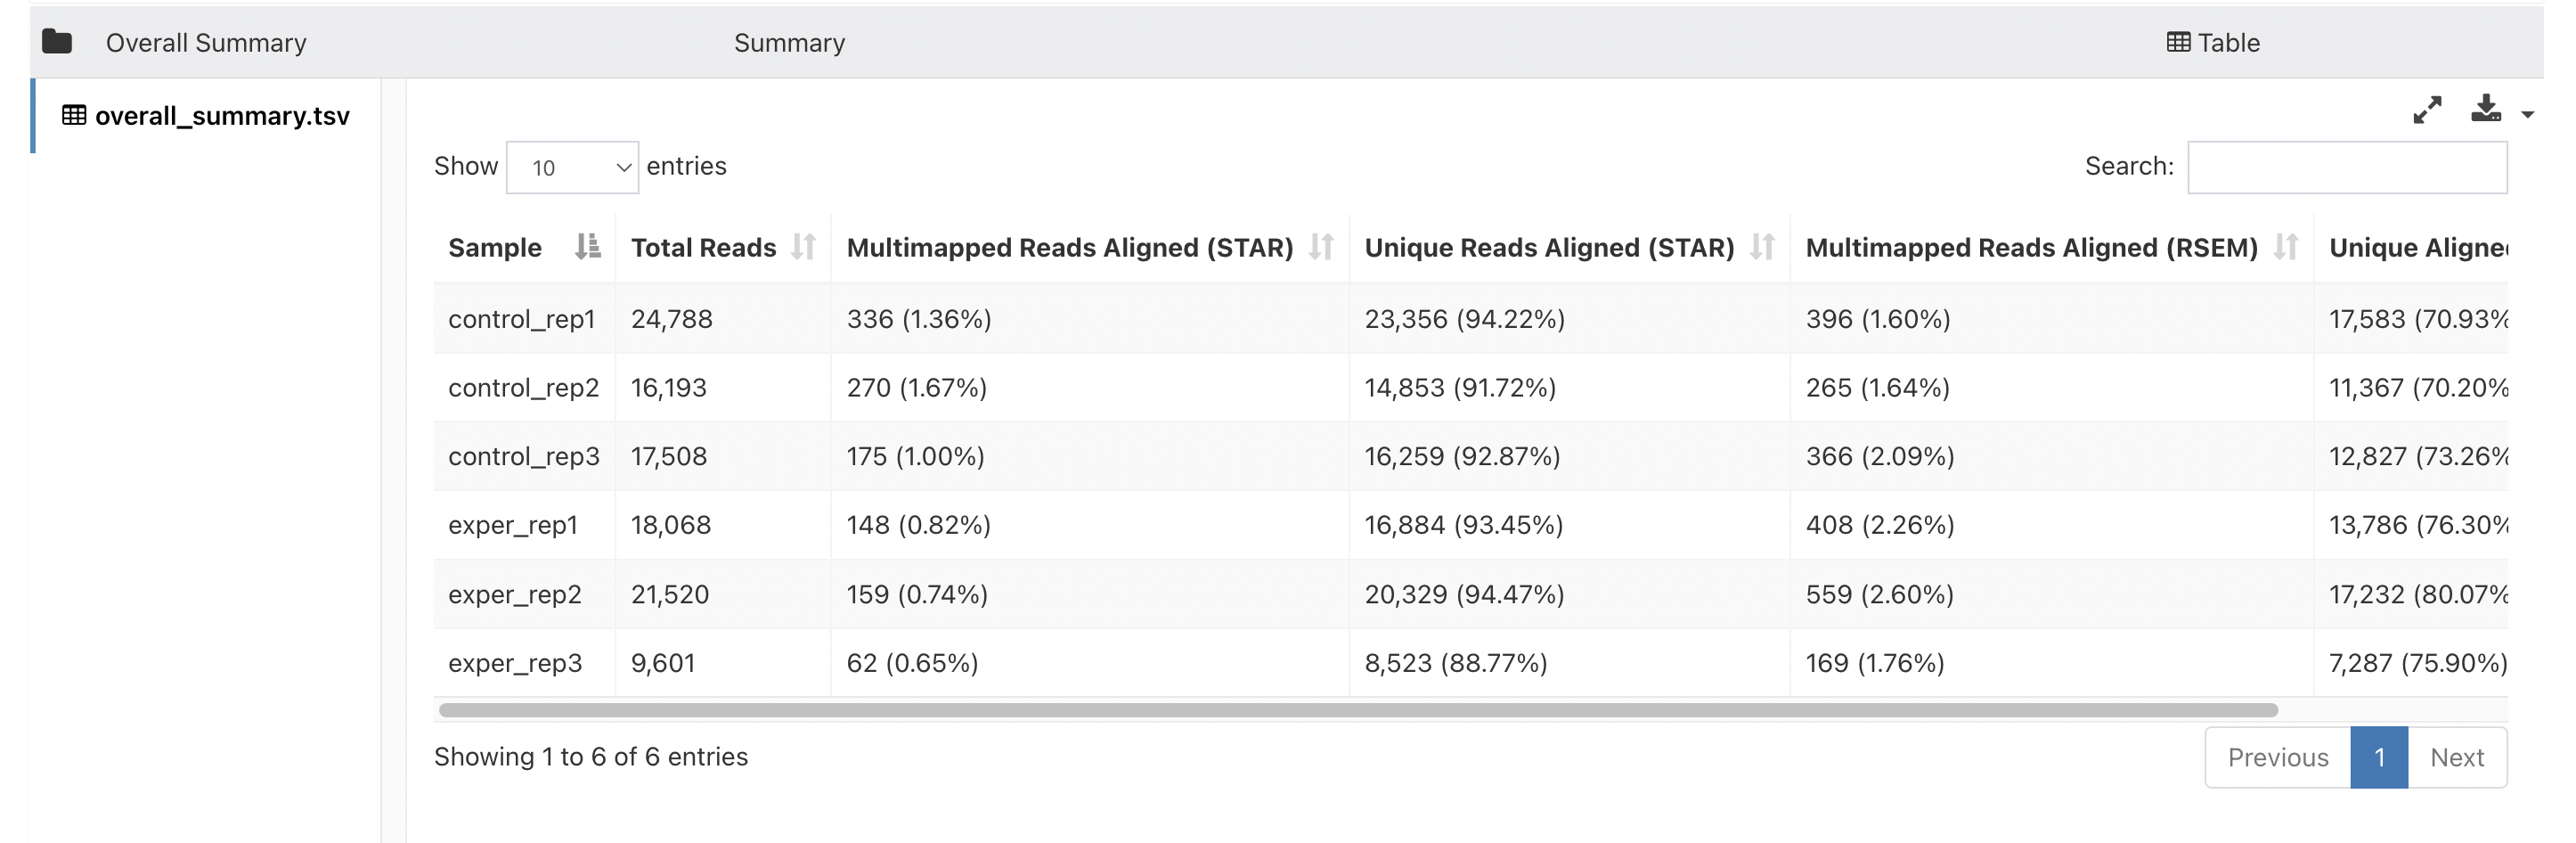 Overall Summary Summary Table
overall_summary.tsv
Show 10 entries Search:
Sample Total Reads Multimapped Reads Aligned (STAR) Unique Reads Aligned (STAR) Multimapped Reads Aligned (RSEM) Unique Aligned
control_rep1 24,788 336 (1.36%) 23,356 (94.22%) 396 (1.60%) 17,583 (70.93%
control_rep2 16,193 270 (1.67%) 14,853 (91.72%) 265 (1.64%) 11,367 (70.20%
control_rep3 17,508 175 (1.00%) 16,259 (92.87%) 366 (2.09%) 12,827 (73.26%
exper_rep1 18,068 148 (0.82%) 16,884 (93.45%) 408 (2.26%) 13,786 (76.30%
exper_rep2 21,520 159 (0.74%) 20,329 (94.47%) 559 (2.60%) 17,232 (80.07%
exper_rep3 9,601 62 (0.65%) 8,523 (88.77%) 169 (1.76%) 7,287 (75.90%)
Showing 1 to 6 of 6 entries Previous 1 Next